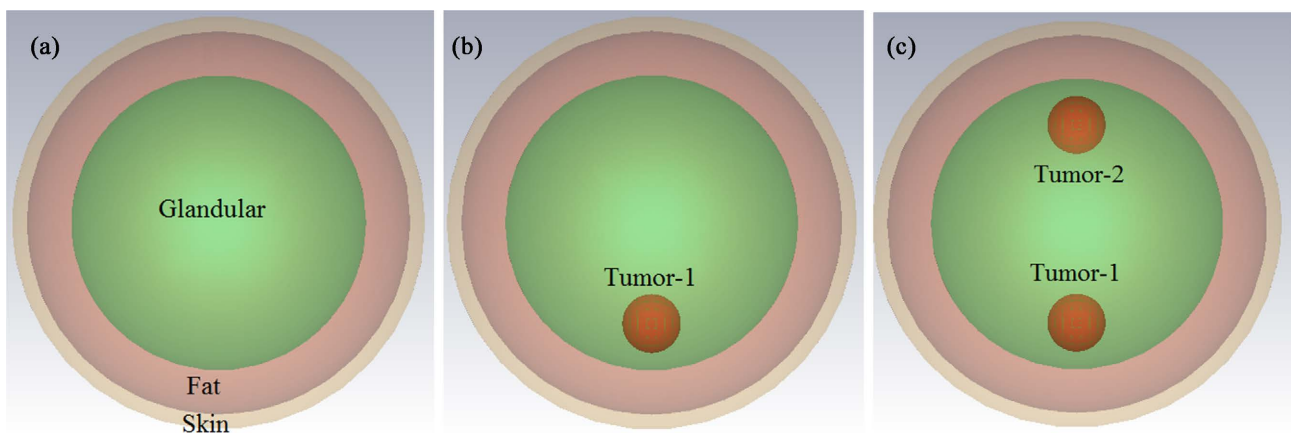 (a)
Glandular
Fat
Skin
(b)
Tumor-1
(c)
Tumor-2
Tumor-1